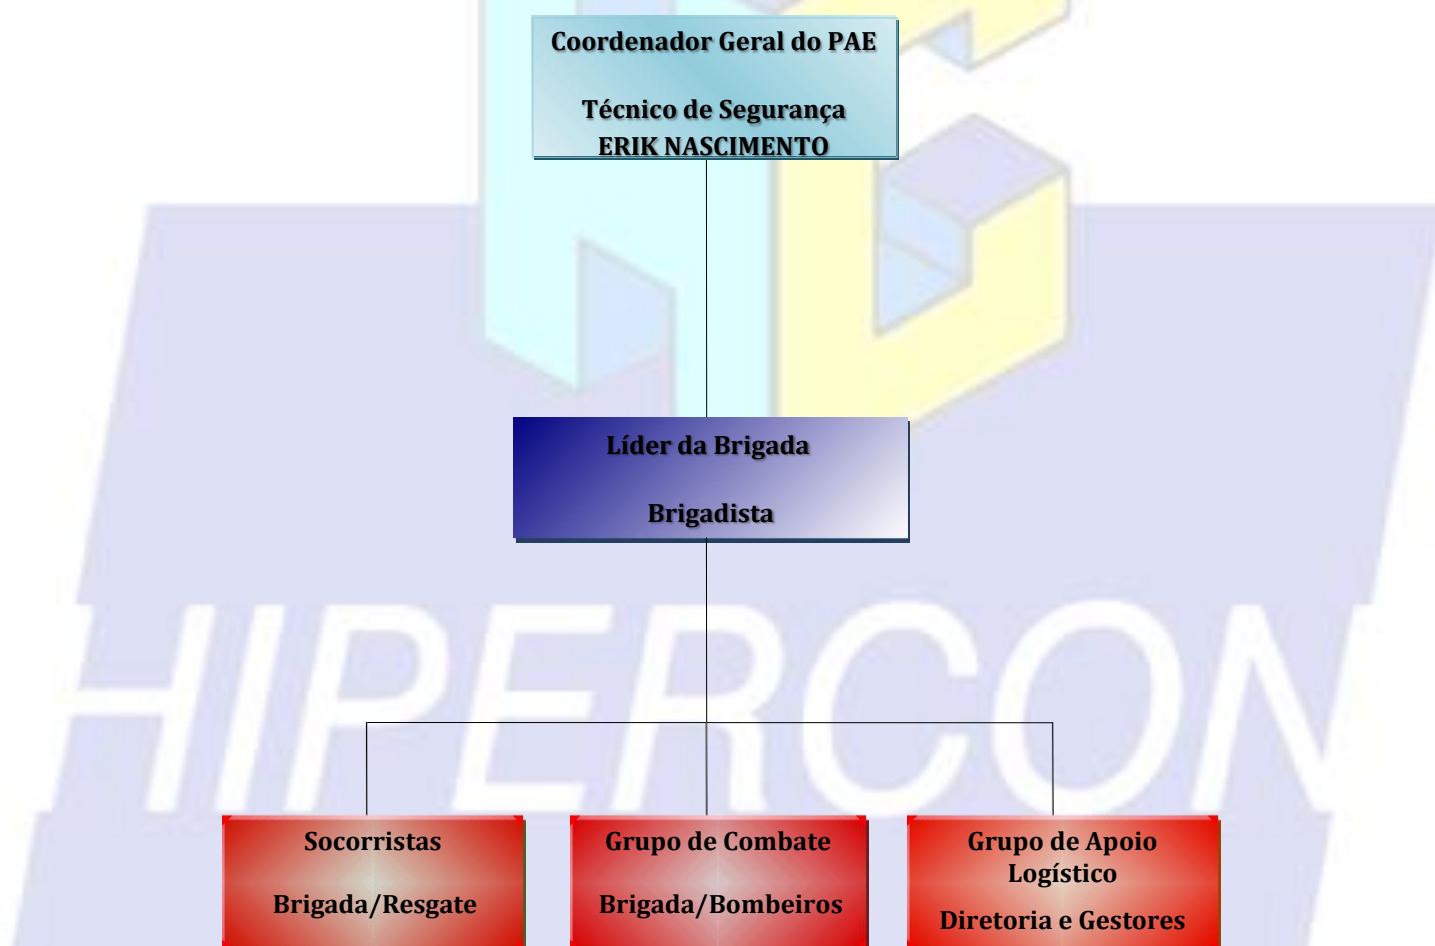 Coordenador Geral do PAE
Técnico de Segurança
ERIK NASCIMENTO
Líder da Brigada
Brigadista
HIPERCON
Socorristas
Brigada/Resgate
Grupo de Combate
Brigada/Bombeiros
Grupo de Apoio
Logístico
Diretoria e Gestores